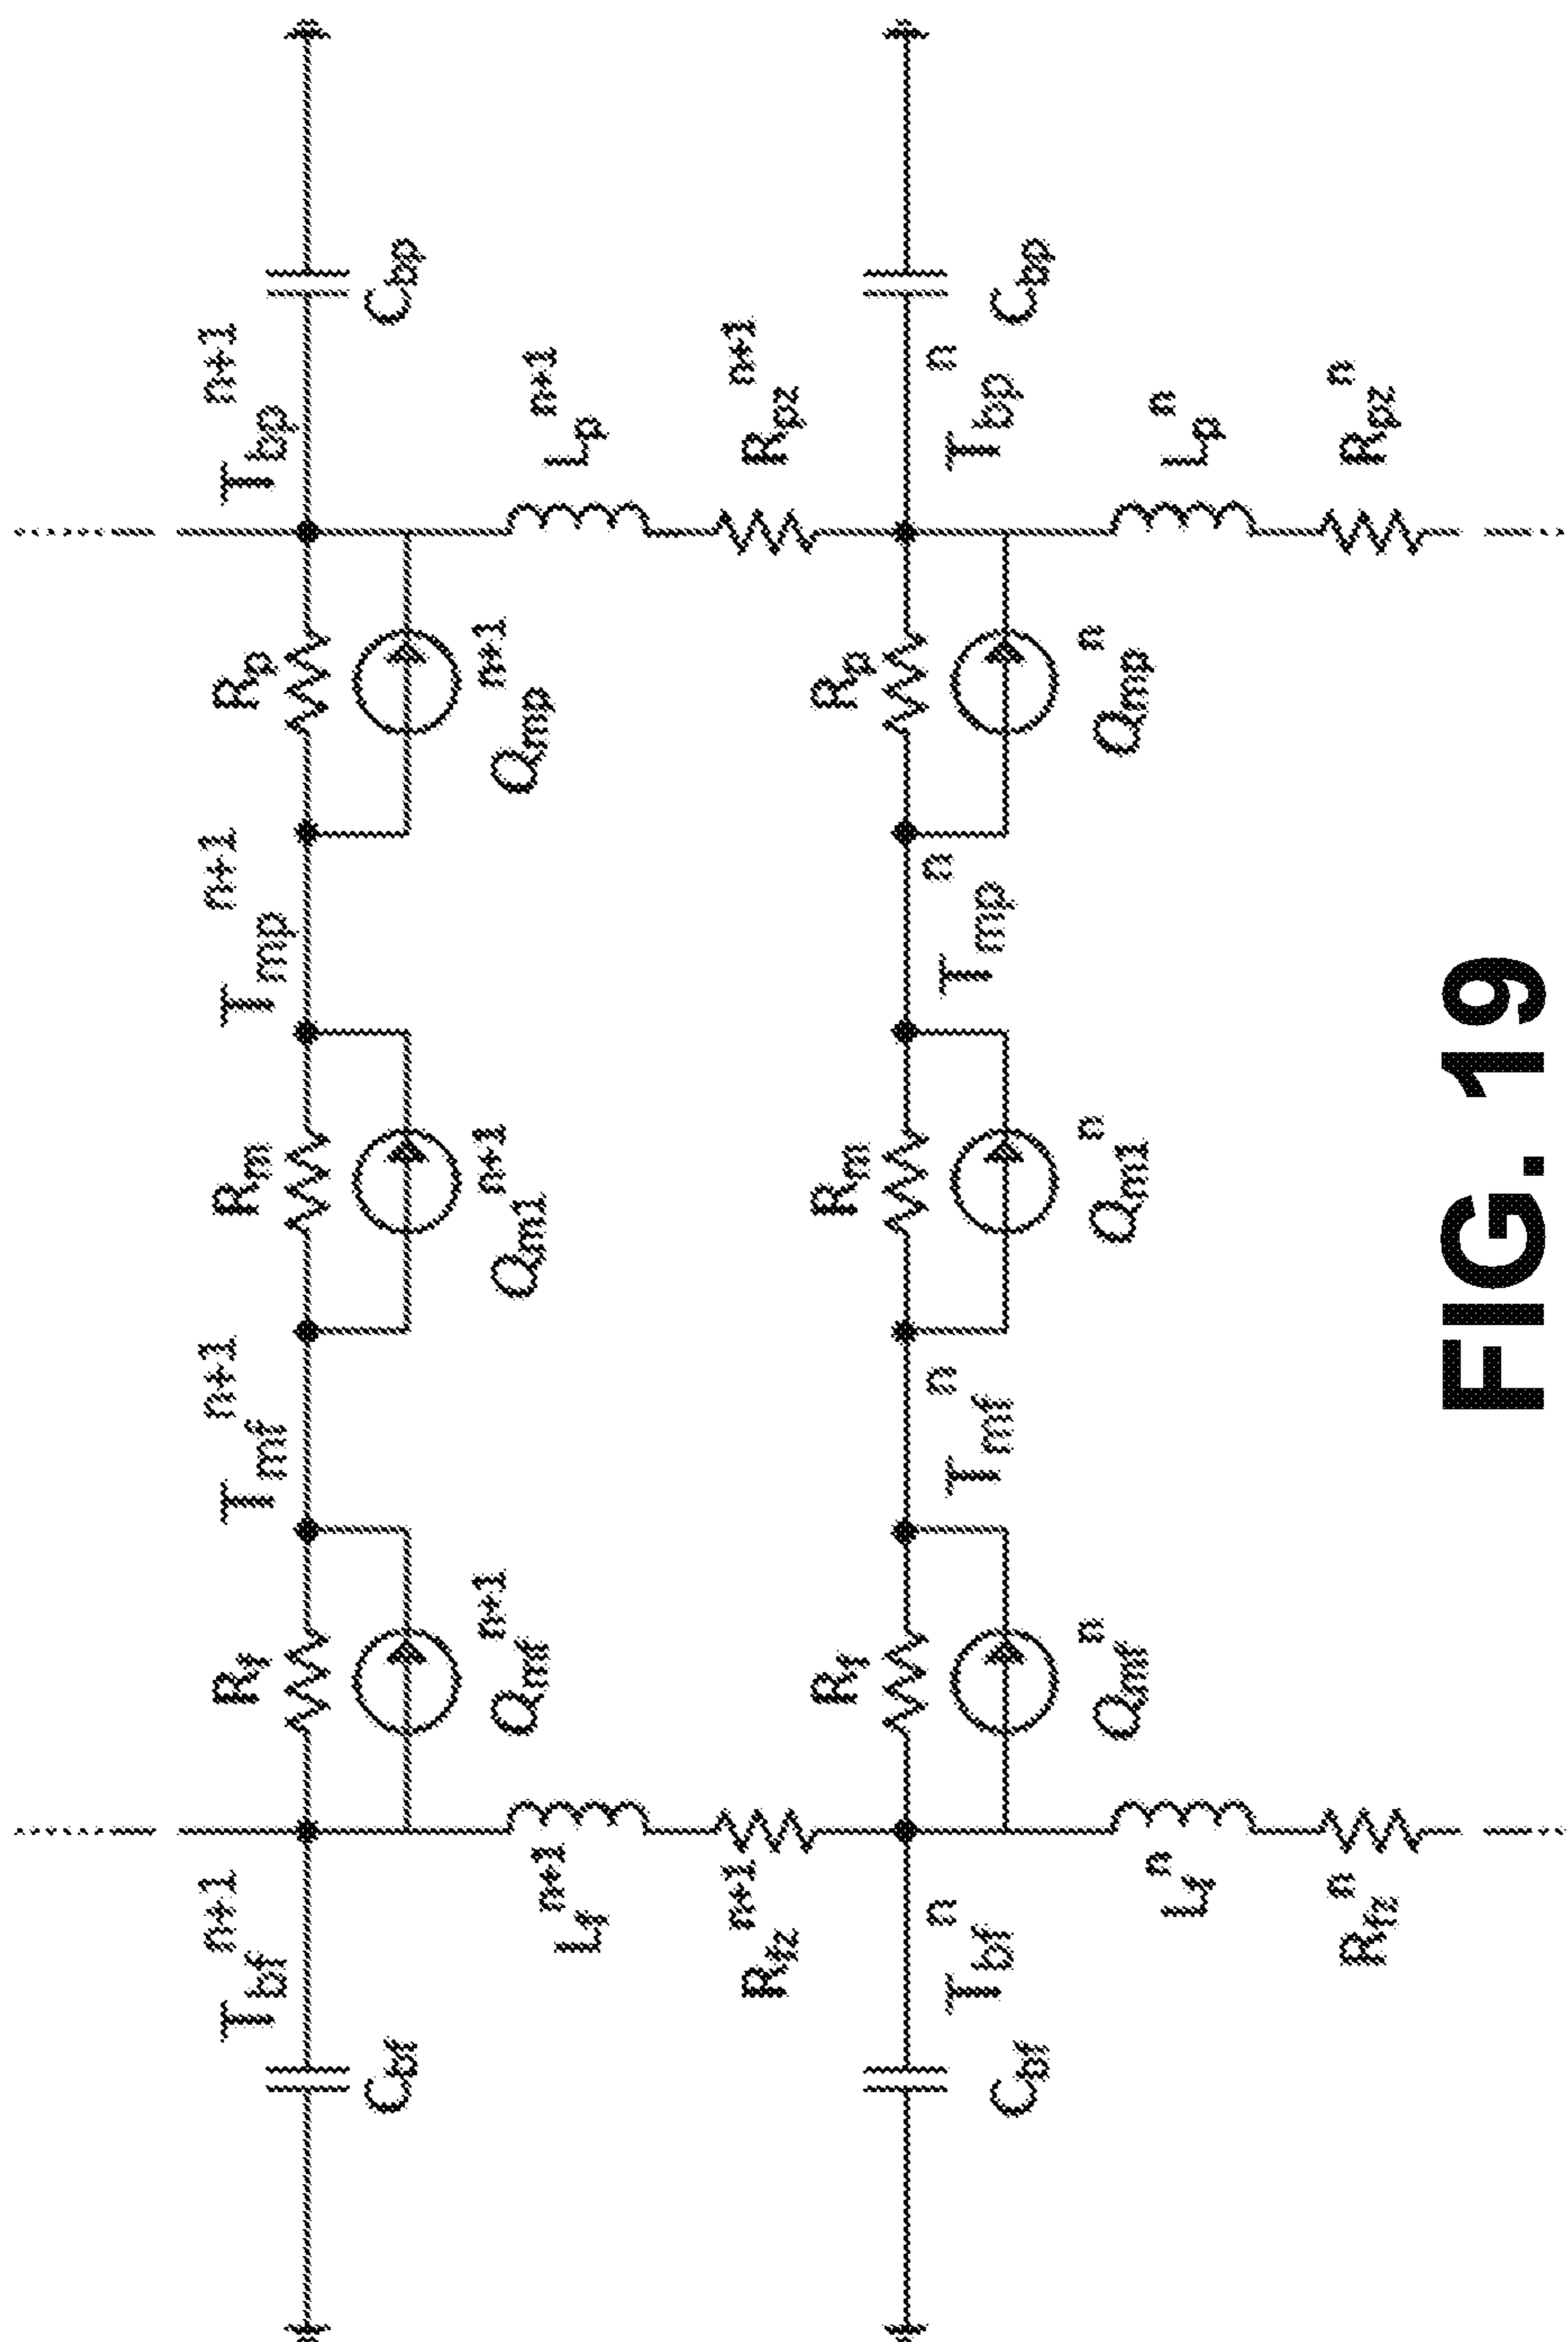 T_bf^n+1
R_f
T_mf^n+1
R_m
T_mp^n+1
R_p
T_bp^n+1
C_bf
C_bp
Q_mf^n+1
Q_m1^n+1
Q_mp^n+1
L_f^n+1
L_p^n+1
R_fz^n+1
R_pz^n+1
R_f
R_m
R_p
T_bf^n
T_mf^n
T_mp^n
T_bp^n
C_bf
C_bp
Q_mf^n
Q_m1^n
Q_mp^n
L_f^n
L_p^n
R_fz^n
R_pz^n
FIG. 19